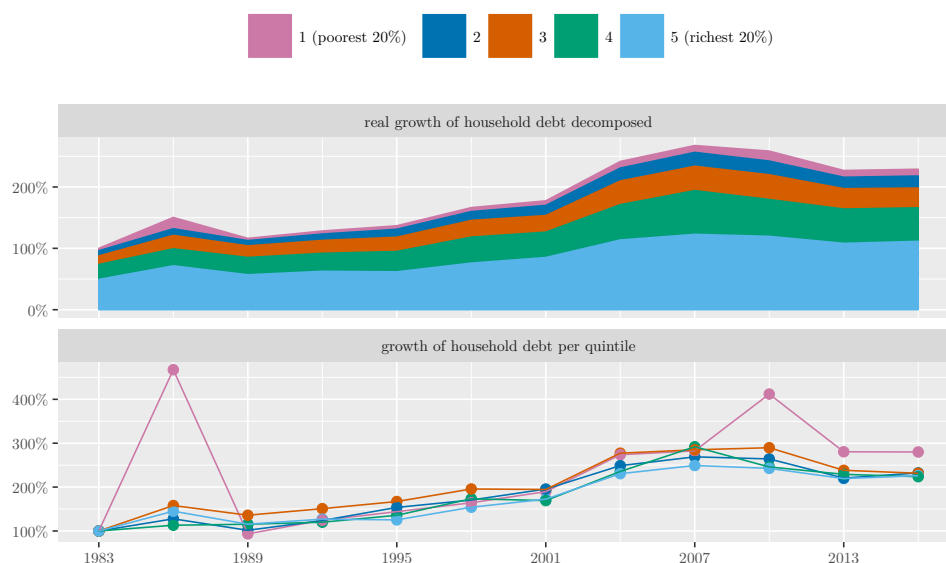 1 (poorest 20%) 2 3 4 5 (richest 20%)
real growth of household debt decomposed
200%
100%
0%
growth of household debt per quintile
400%
300%
200%
100%
1983 1989 1995 2001 2007 2013